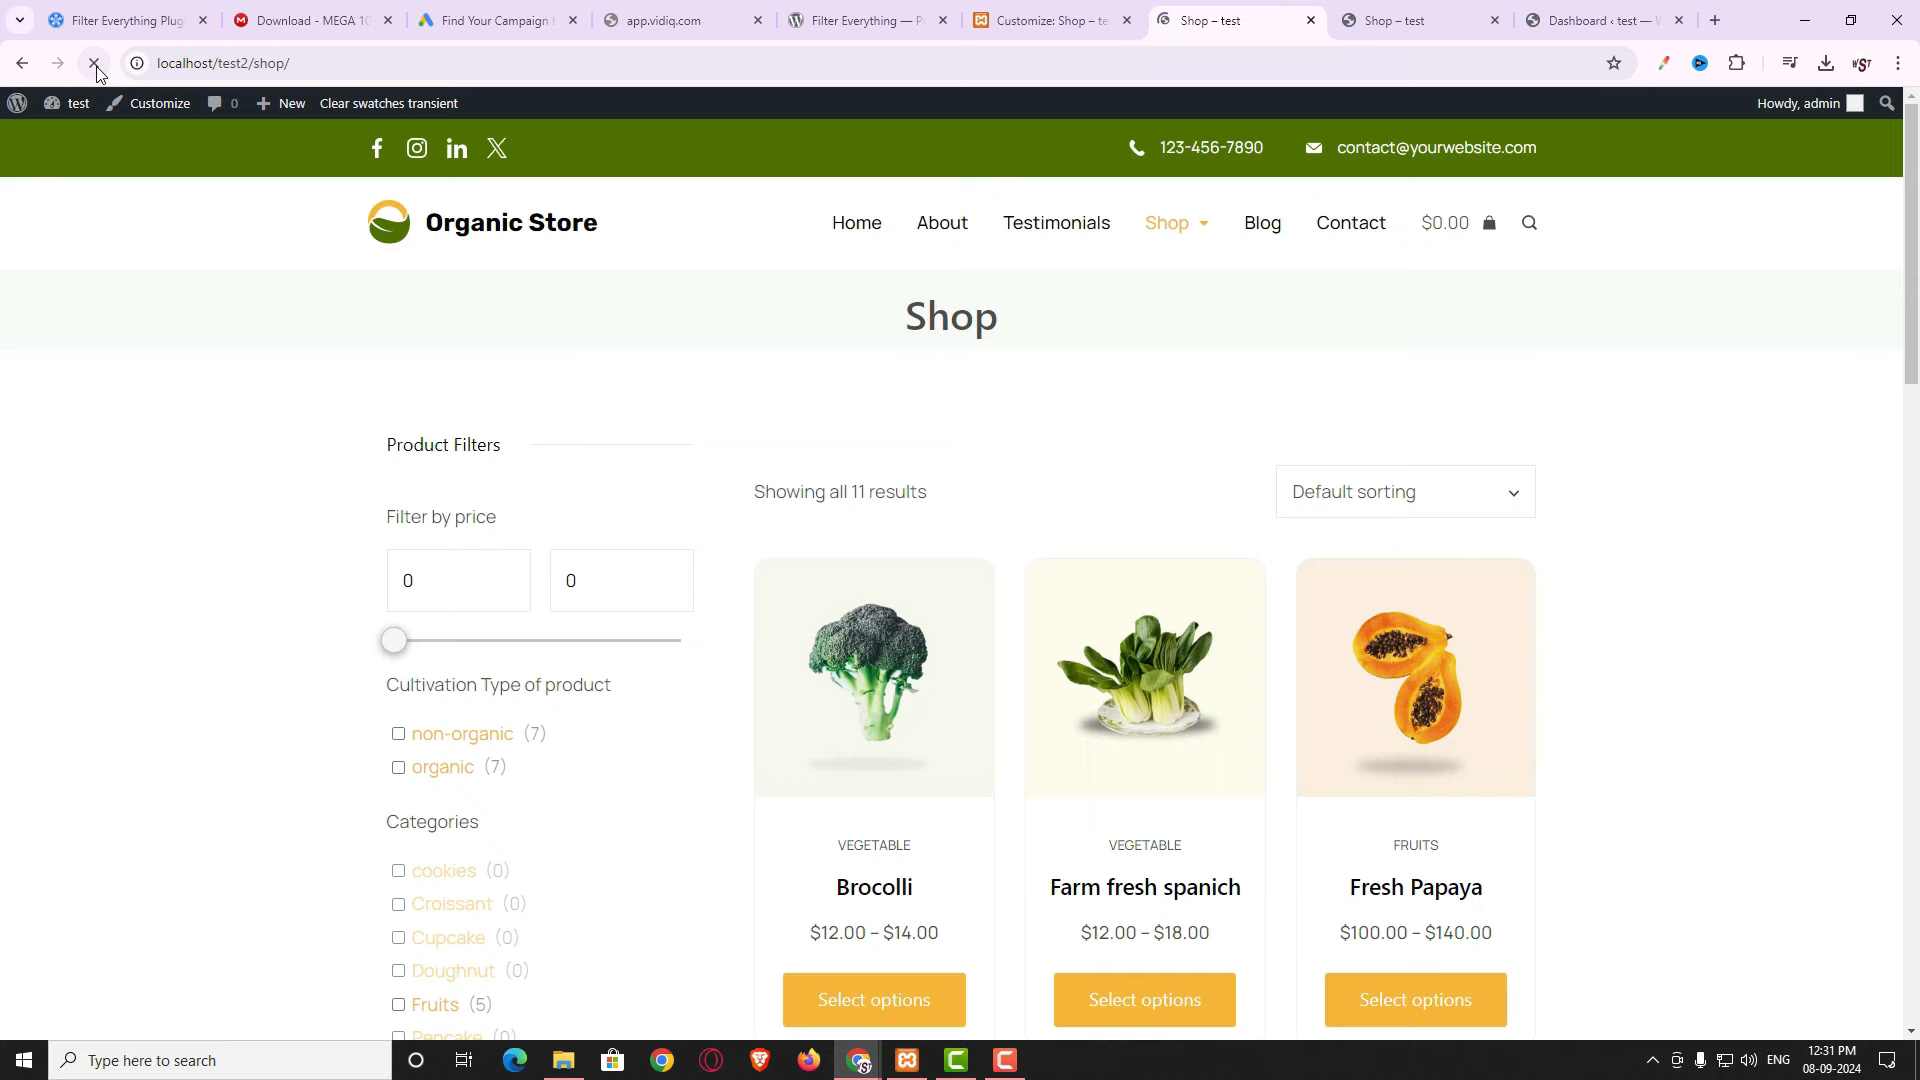 Filter Everything Plug
Download - MEGA 10
Find Your Campaign
app.vidiq.com
Filter Everything — P
Customize: Shop – te
Shop – test
Shop – test
Dashboard ‹ test — W
localhost/test2/shop/
test Customize 0 New Clear swatches transient Howdy, admin
123-456-7890 contact@yourwebsite.com
Organic Store
Home About Testimonials Shop Blog Contact $0.00
Shop
Product Filters
Showing all 11 results
Default sorting
Filter by price
0 0
Cultivation Type of product
non-organic (7)
organic (7)
Categories
cookies (0)
Croissant (0)
Cupcake (0)
Doughnut (0)
Fruits (5)
Pencake (0)
VEGETABLE
Brocolli
$12.00 – $14.00
Select options
VEGETABLE
Farm fresh spanich
$12.00 – $18.00
Select options
FRUITS
Fresh Papaya
$100.00 – $140.00
Select options
Type here to search
ENG
12:31 PM
08-09-2024